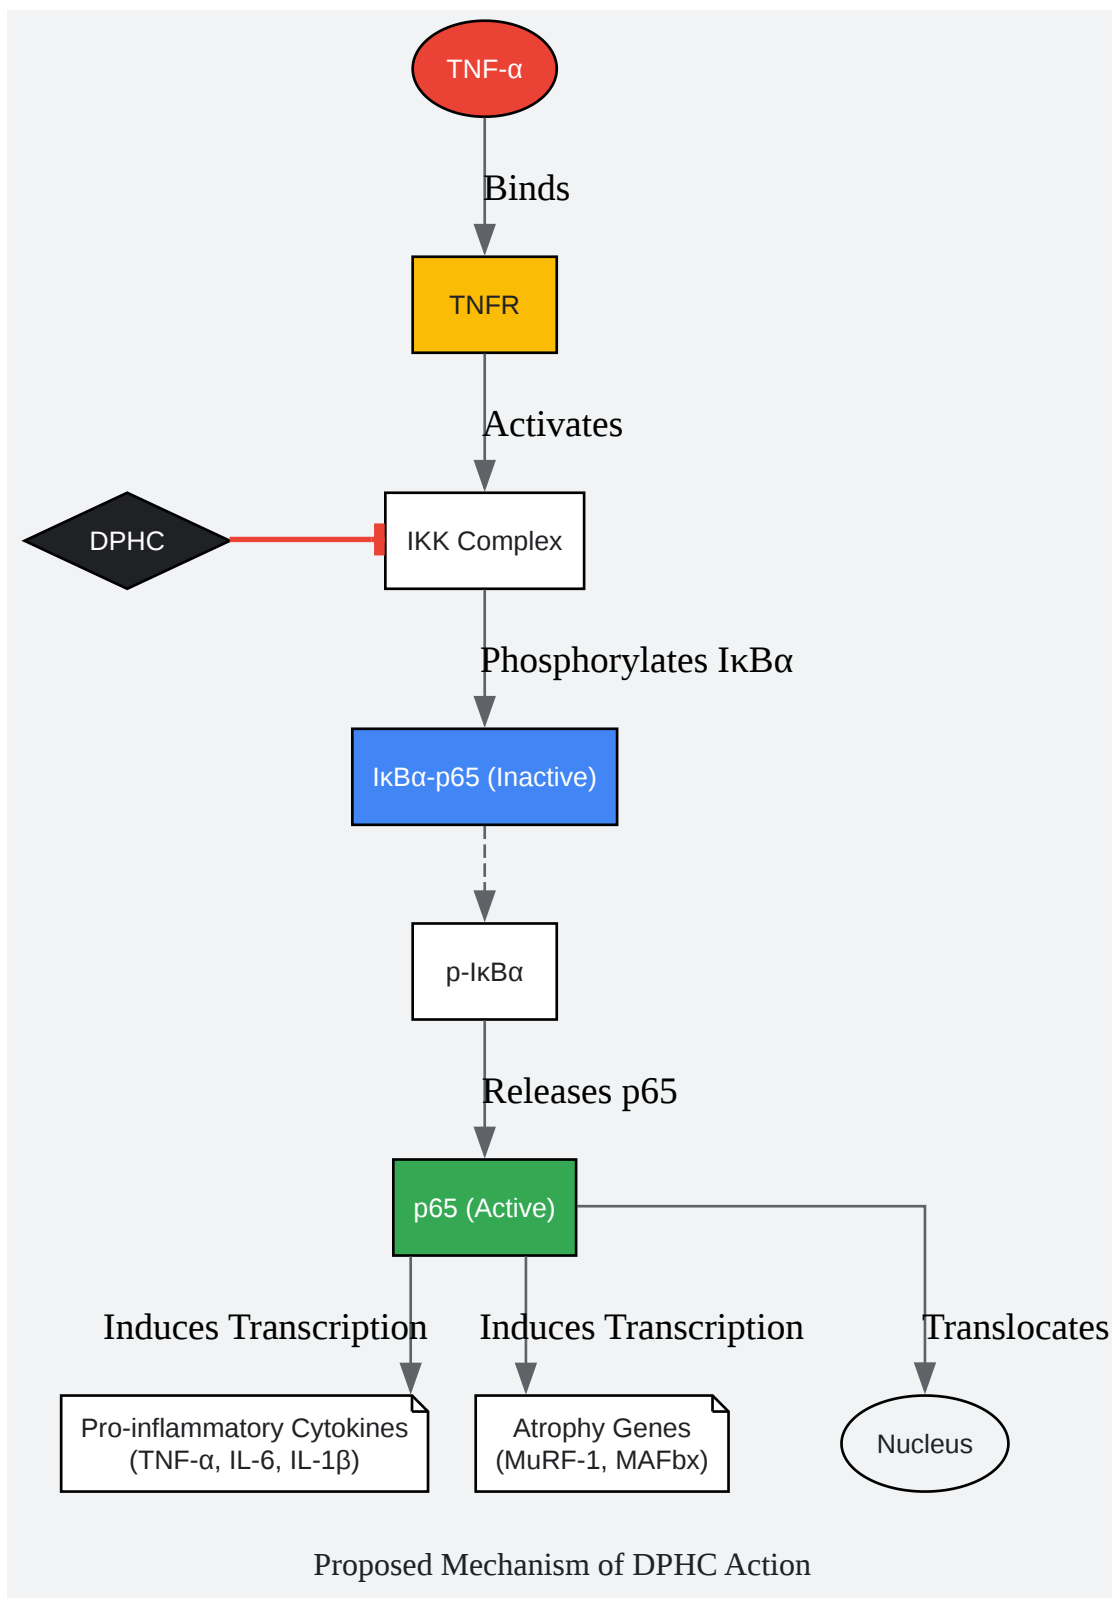 TNF-α
Binds
TNFR
Activates
DPHC
IKK Complex
Phosphorylates IκBα
IκBα-p65 (Inactive)
p-IκBα
Releases p65
p65 (Active)
Induces Transcription
Induces Transcription
Translocates
Pro-inflammatory Cytokines
(TNF-α, IL-6, IL-1β)
Atrophy Genes
(MuRF-1, MAFbx)
Nucleus
Proposed Mechanism of DPHC Action